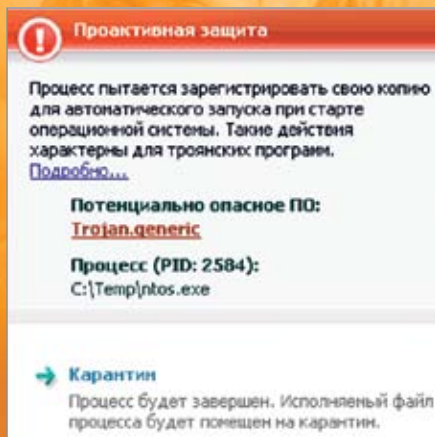 Проактивная защита
Процесс пытается зарегистрировать свою копию
для автоматического запуска при старте
операционной системы. Такие действия
характерны для троянских программ.
Подробно...
Потенциально опасное ПО:
Trojan.generic
Процесс (PID: 2584):
C:\Temp\ntos.exe
Карантин
Процесс будет завершен. Исполняемый файл
процесса будет помещен на карантин.